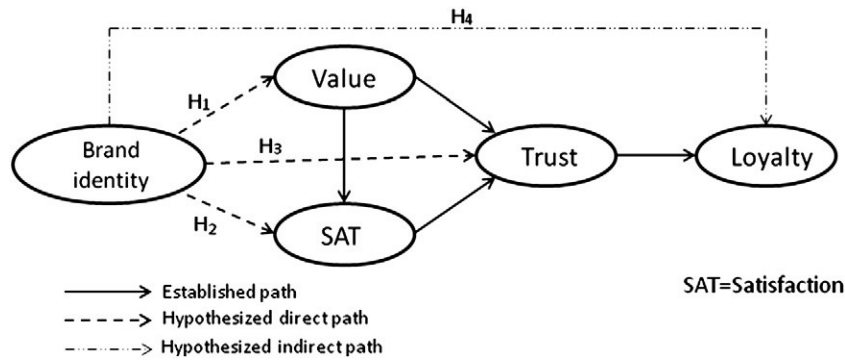 H4
Value
H1
Brand
identity
H3
Trust
Loyalty
H2
SAT
SAT=Satisfaction
Established path
Hypothesized direct path
Hypothesized indirect path